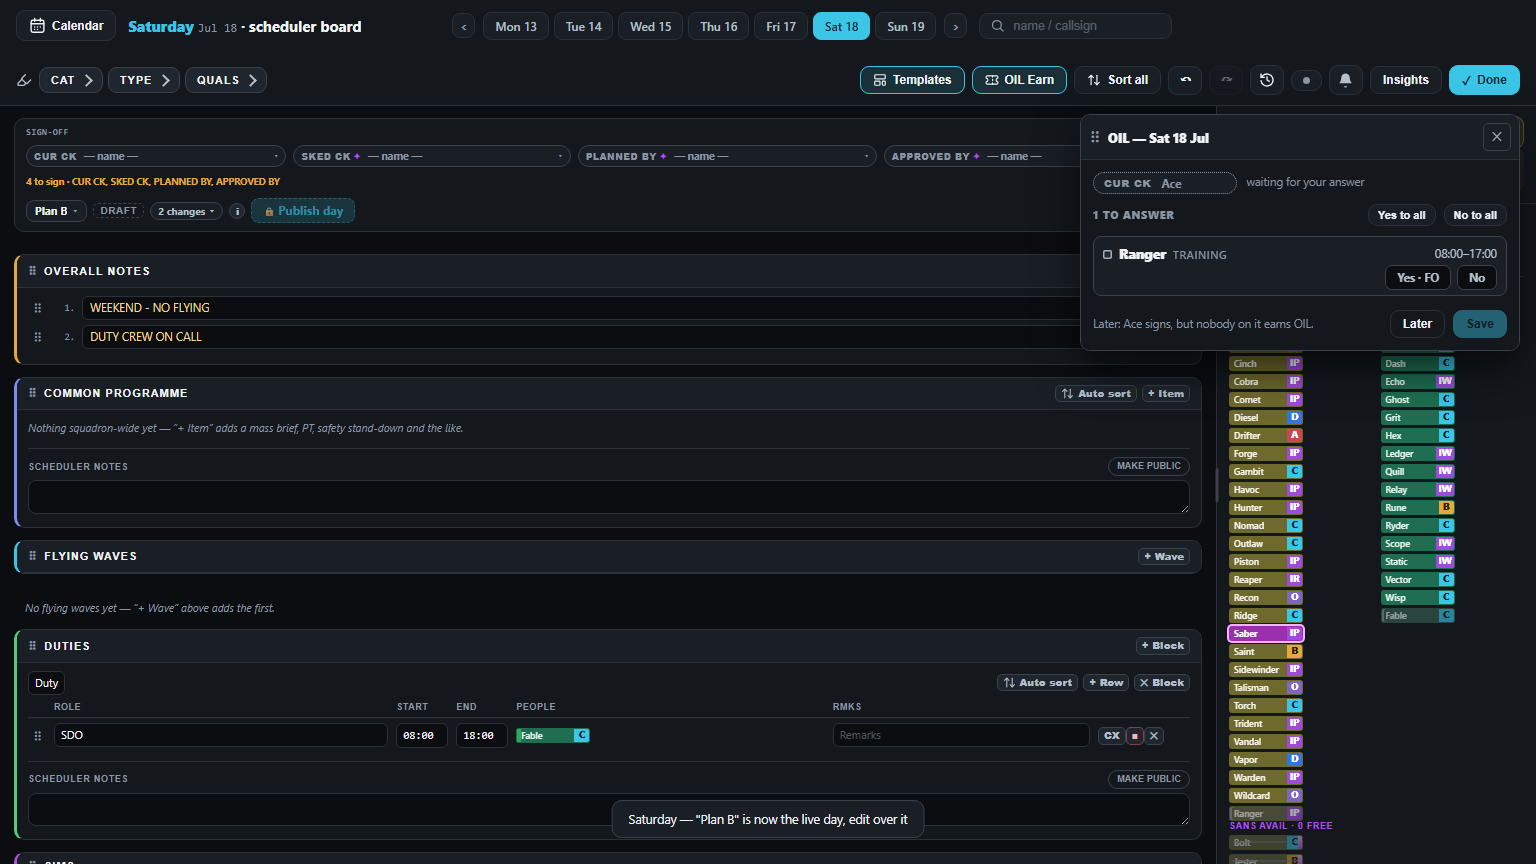 Calendar
Saturday Jul 18 · scheduler board
‹ Mon 13 Tue 14 Wed 15 Thu 16 Fri 17 Sat 18 Sun 19 ›
name / callsign
CAT TYPE QUALS
Templates OIL Earn Sort all Insights ✓ Done
SIGN-OFF
CUR CK — name —
SKED CK ✦ — name —
PLANNED BY ✦ — name —
APPROVED BY ✦ — name —
4 to sign · CUR CK, SKED CK, PLANNED BY, APPROVED BY
Plan B DRAFT 2 changes i Publish day
OIL — Sat 18 Jul
CUR CK Ace waiting for your answer
1 TO ANSWER Yes to all No to all
Ranger TRAINING 08:00–17:00
Yes · FO No
Later: Ace signs, but nobody on it earns OIL. Later Save
OVERALL NOTES
1. WEEKEND - NO FLYING
2. DUTY CREW ON CALL
COMMON PROGRAMME Auto sort + Item
Nothing squadron-wide yet — "+ Item" adds a mass brief, PT, safety stand-down and the like.
SCHEDULER NOTES MAKE PUBLIC
FLYING WAVES + Wave
No flying waves yet — "+ Wave" above adds the first.
DUTIES + Block
Duty Auto sort + Row × Block
ROLE START END PEOPLE RMKS
SDO 08:00 18:00 Fable C Remarks CX
SCHEDULER NOTES MAKE PUBLIC
Saturday — "Plan B" is now the live day, edit over it
Cinch IP
Cobra IP
Comet IP
Diesel D
Drifter A
Forge IP
Gambit C
Havoc IP
Hunter IP
Nomad C
Outlaw C
Piston IP
Reaper IR
Recon O
Ridge C
Saber IP
Saint B
Sidewinder IP
Talisman O
Torch C
Trident IP
Vandal IP
Vapor D
Warden IP
Wildcard O
Ranger IP
SANS AVAIL · 0 FREE
Bolt C
Jester
Dash C
Echo IW
Ghost C
Grit C
Hex C
Ledger IW
Quill IW
Relay IW
Rune B
Ryder C
Scope IW
Static IW
Vector C
Wisp C
Fable C